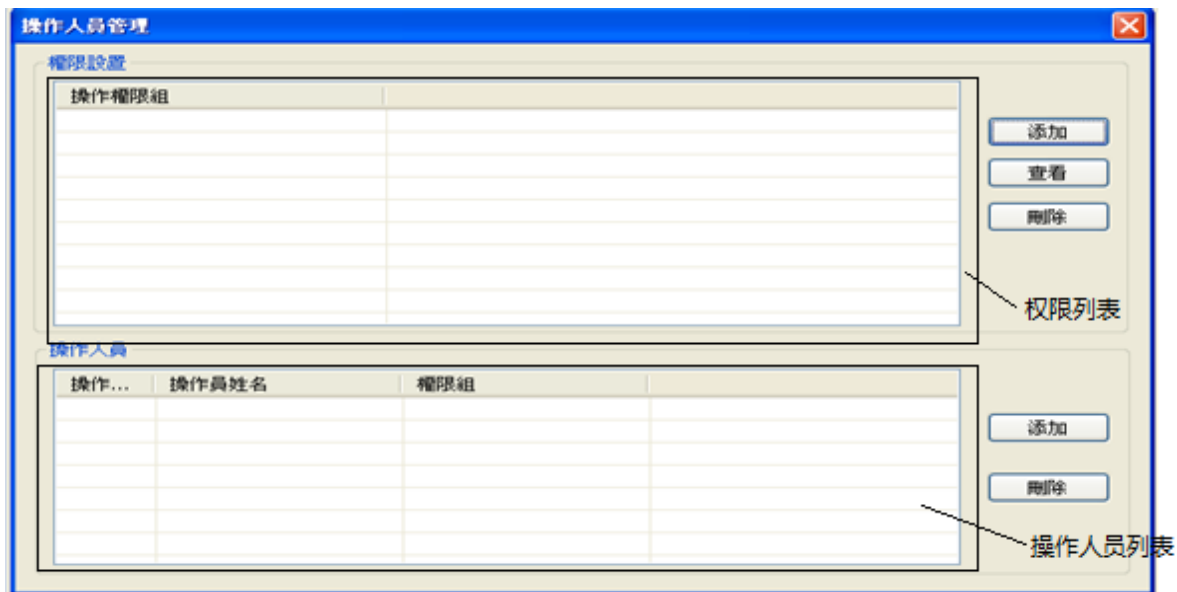 操作人員管理
權限設置
操作權限組
添加
查看
刪除
权限列表
操作人員
操作... 操作員姓名 權限組
添加
刪除
操作人员列表